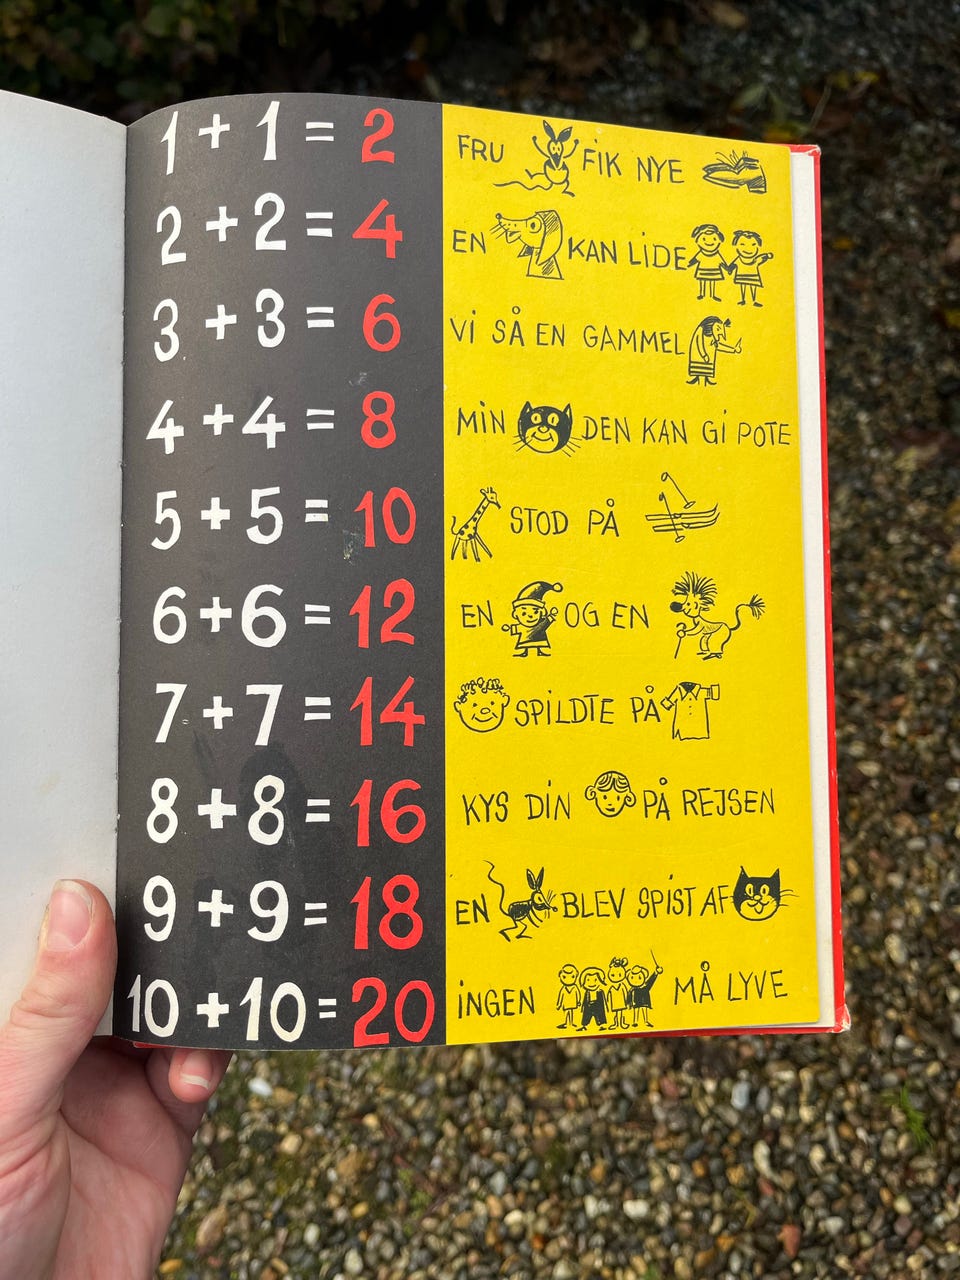 1 + 1 = 2 FRU FIK NYE
2 + 2 = 4 EN KAN LIDE
3 + 3 = 6 Vi SÅ EN GAMMEL
4 + 4 = 8 MiN DEN KAN Gi POTE
5 + 5 = 10 STOD PÅ
6 + 6 = 12 EN OG EN
7 + 7 = 14 SPiLDTE PÅ
8 + 8 = 16 KYS DiN PÅ REJSEN
9 + 9 = 18 EN BLEV SPiST AF
10 + 10 = 20 iNGEN MÅ LYVE